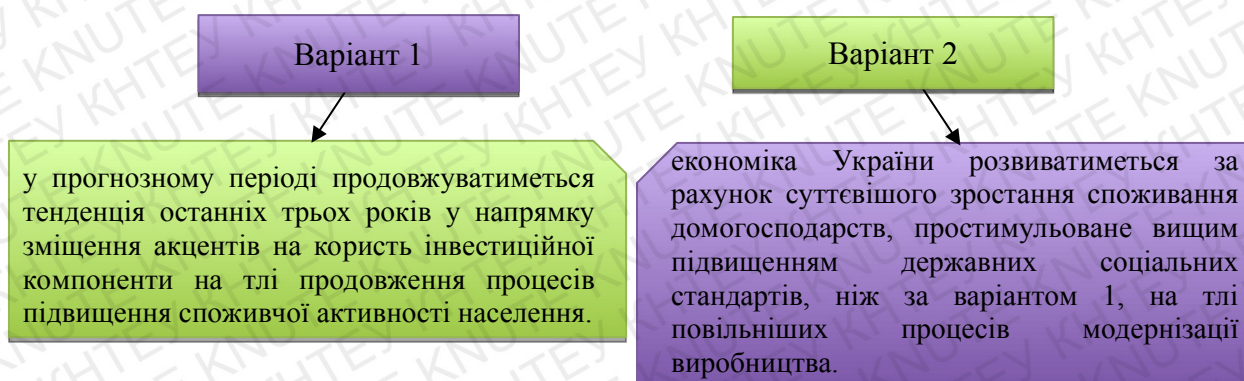 Варіант 1
у прогнозному періоді продовжуватиметься
тенденція останніх трьох років у напрямку
зміщення акцентів на користь інвестиційної
компоненти на тлі продовження процесів
підвищення споживчої активності населення.
Варіант 2
економіка України розвиватиметься за
рахунок суттєвішого зростання споживання
домогосподарств, простимульоване вищим
підвищенням державних соціальних
стандартів, ніж за варіантом 1, на тлі
повільніших процесів модернізації
виробництва.